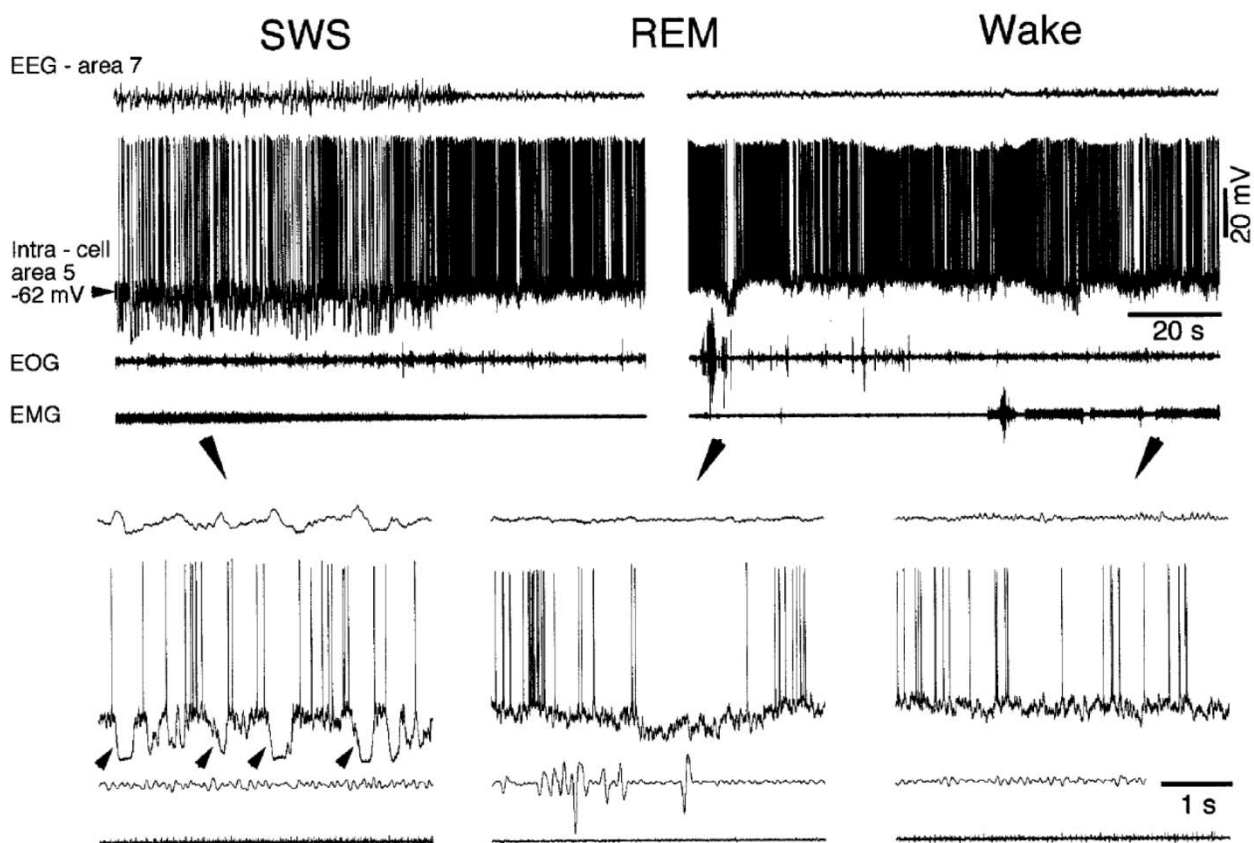 SWS REM Wake
EEG - area 7
Intra - cell
area 5
-62 mV
20 mV
20 s
EOG
EMG
1 s